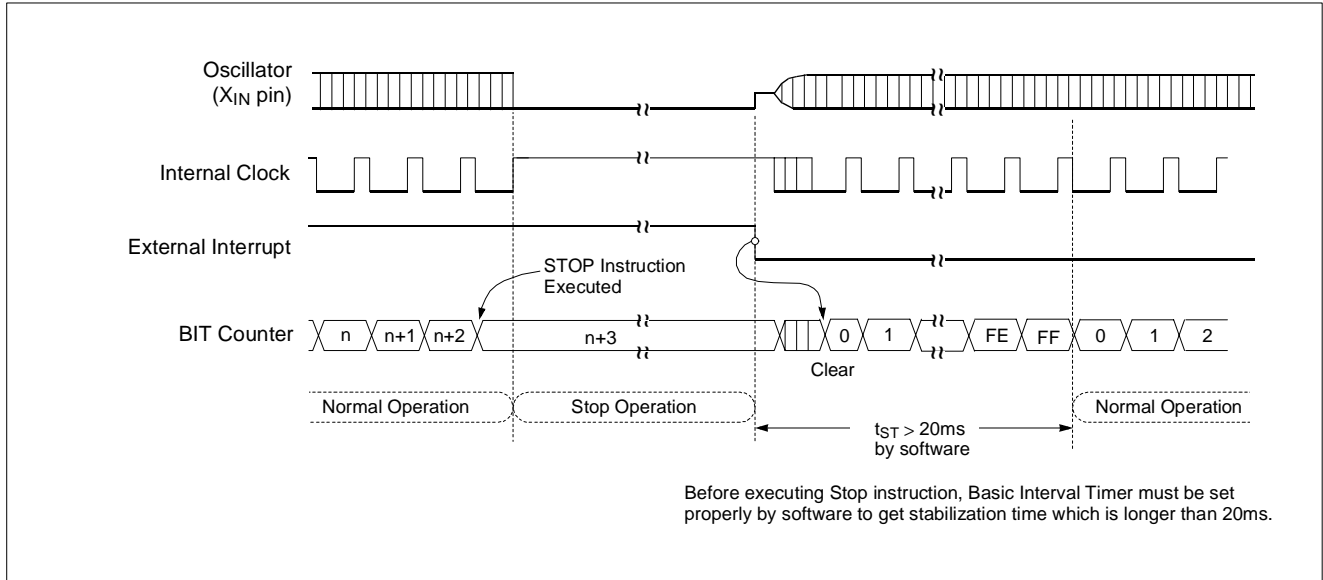 Oscillator
(XIN pin)
Internal Clock
External Interrupt
STOP Instruction
Executed
BIT Counter
n n+1 n+2 n+3 0 1 FE FF 0 1 2
Clear
Normal Operation Stop Operation Normal Operation
tST > 20ms
by software
Before executing Stop instruction, Basic Interval Timer must be set
properly by software to get stabilization time which is longer than 20ms.